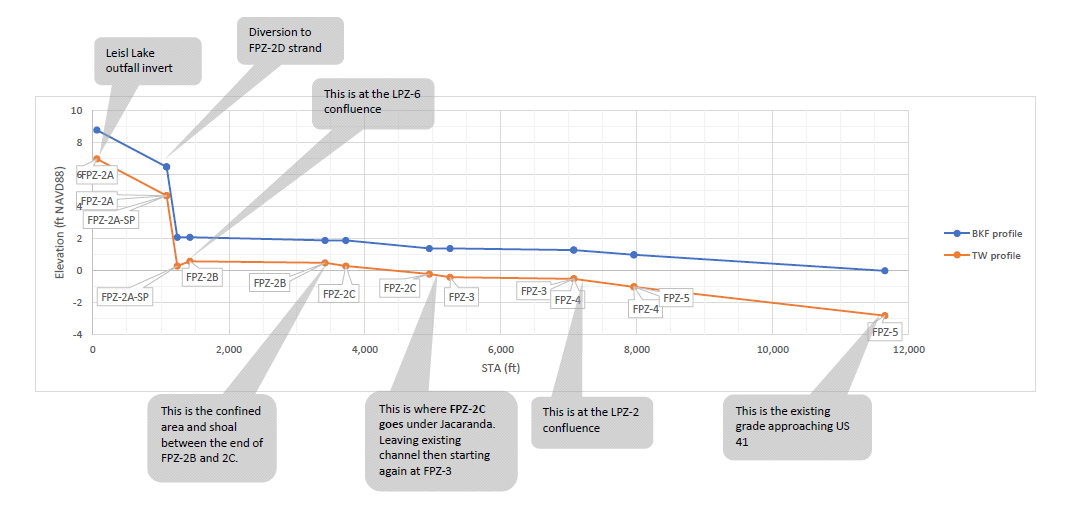 Diversion to
FPZ-2D strand
Leisl Lake
outfall invert
This is at the LPZ-6
confluence
10
8
6
4
2
0
-2
-4
Elevation (ft NAVD88)
FPZ-2A
FPZ-2A
FPZ-2A-SP
FPZ-2A-SP
FPZ-2B
FPZ-2B
FPZ-2C
FPZ-2C
FPZ-3
FPZ-3
FPZ-4
FPZ-4
FPZ-5
FPZ-5
BKF profile
TW profile
0
2,000
4,000
6,000
8,000
10,000
12,000
STA (ft)
This is the confined
area and shoal
between the end of
FPZ-2B and 2C.
This is where FPZ-2C
goes under Jacaranda.
Leaving existing
channel then starting
again at FPZ-3
This is at the LPZ-2
confluence
This is the existing
grade approaching US
41